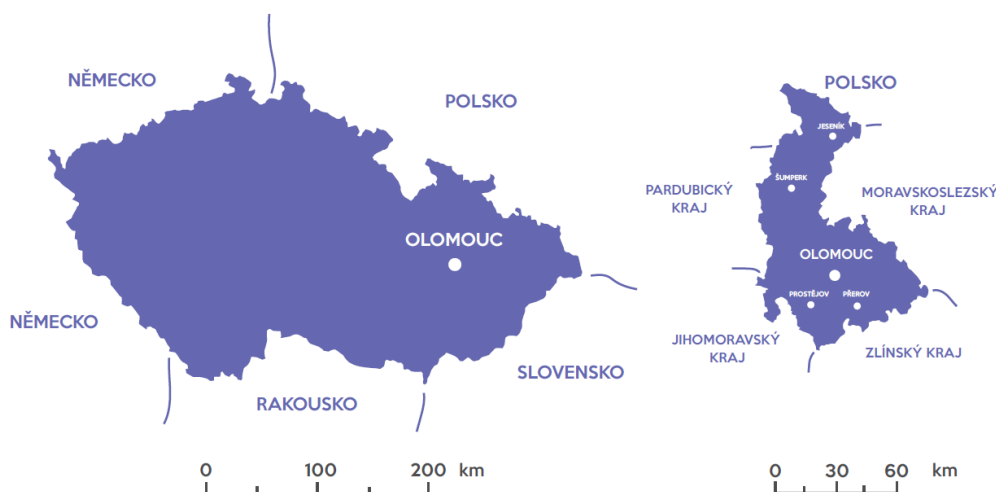 NĚMECKO
POLSKO
OLOMOUC
NĚMECKO
SLOVENSKO
RAKOUSKO
0 100 200 km
POLSKO
JESENÍK
ŠUMPERK
PARDUBICKÝ
KRAJ
MORAVSKOSLEZSKÝ
KRAJ
OLOMOUC
PROSTĚJOV
PŘEROV
JIHOMORAVSKÝ
KRAJ
ZLÍNSKÝ KRAJ
0 30 60 km